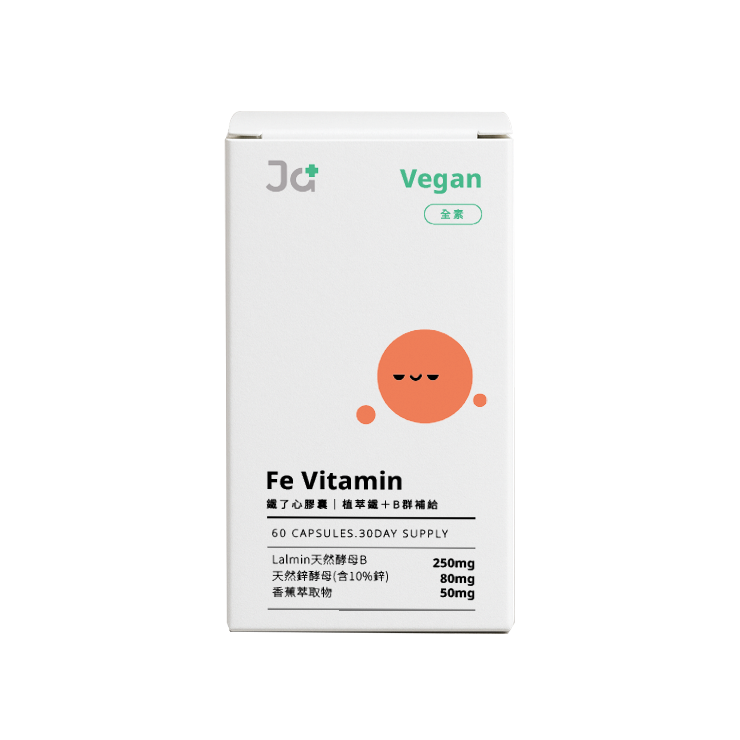 Ja+
Vegan
全素
Fe Vitamin
鐵了心膠囊｜植萃鐵＋B群補給
60 CAPSULES.30DAY SUPPLY
Lalmin天然酵母B 250mg
天然鋅酵母(含10%鋅) 80mg
香蕉萃取物 50mg